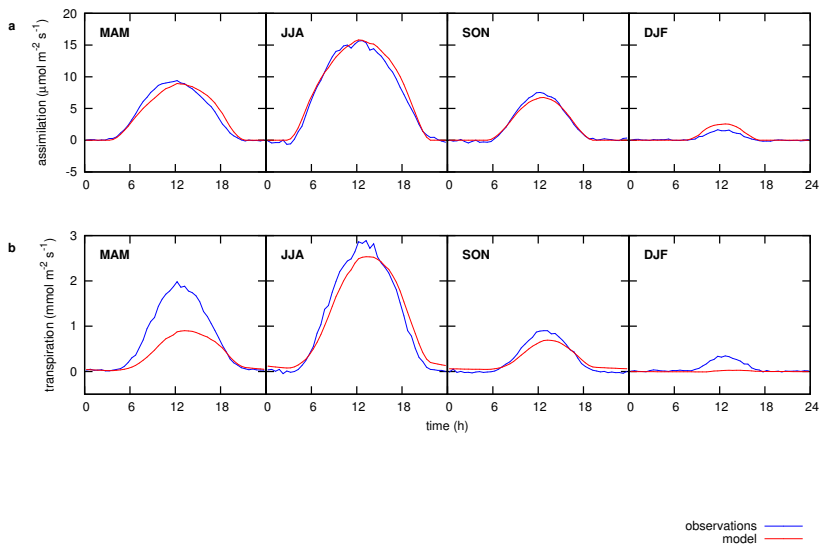 a
assimilation (μmol m-2 s-1)
20
15
10
5
0
-5
MAM
JJA
SON
DJF
0 6 12 18 0 6 12 18 0 6 12 18 0 6 12 18 24
b
transpiration (mmol m-2 s-1)
3
2
1
0
MAM
JJA
SON
DJF
0 6 12 18 0 6 12 18 0 6 12 18 0 6 12 18 24
time (h)
observations
model